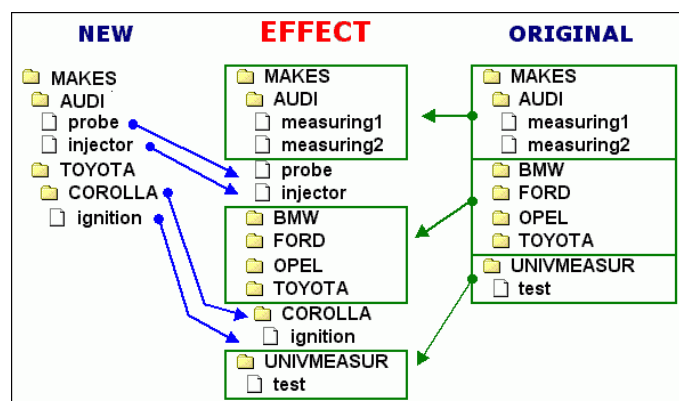 NEW
MAKES
AUDI
probe
injector
TOYOTA
COROLLA
ignition
EFFECT
MAKES
AUDI
measuring1
measuring2
probe
injector
BMW
FORD
OPEL
TOYOTA
COROLLA
ignition
UNIVMEASUR
test
ORIGINAL
MAKES
AUDI
measuring1
measuring2
BMW
FORD
OPEL
TOYOTA
UNIVMEASUR
test